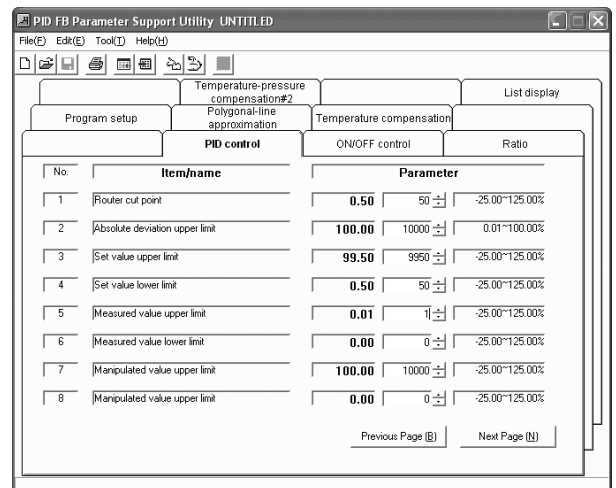 PID FB Parameter Support Utility UNTITLED
File(F) Edit(E) Tool(T) Help(H)
Temperature-pressure
compensation#2
List display
Program setup
Polygonal-line
approximation
Temperature compensation
PID control
ON/OFF control
Ratio
No. Item/name Parameter
1 Router cut point 0.50 50 -25.00~125.00%
2 Absolute deviation upper limit 100.00 10000 0.01~100.00%
3 Set value upper limit 99.50 9950 -25.00~125.00%
4 Set value lower limit 0.50 50 -25.00~125.00%
5 Measured value upper limit 0.01 1 -25.00~125.00%
6 Measured value lower limit 0.00 0 -25.00~125.00%
7 Manipulated value upper limit 100.00 10000 -25.00~125.00%
8 Manipulated value upper limit 0.00 0 -25.00~125.00%
Previous Page (B) Next Page (N)